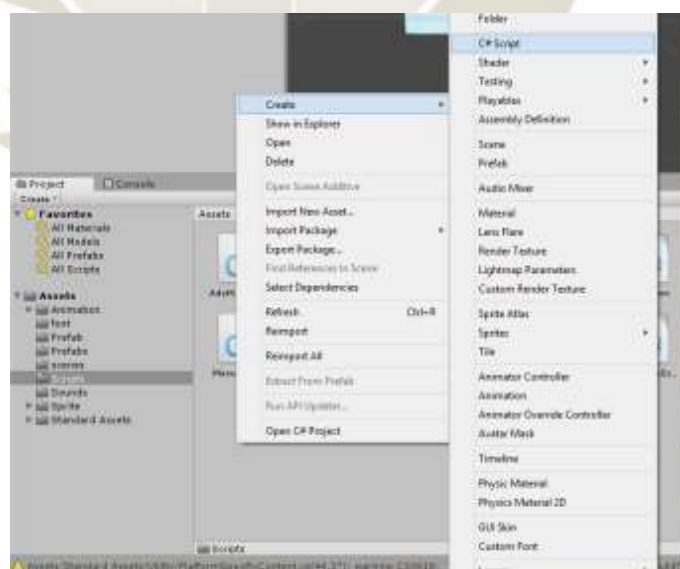 Project
Console
Create
Favorites
All Materials
All Models
All Prefabs
All Scripts
Assets
Animation
font
Prefab
Prefabs
scenes
Scripts
Sounds
Sprite
Standard Assets
Assets
Scripts
Create
Show in Explorer
Open
Delete
Open Scene Additive
Import New Asset...
Import Package
Export Package...
Find References In Scene
Select Dependencies
Refresh Ctrl+R
Reimport
Reimport All
Extract From Prefab
Run API Updater...
Open C# Project
Folder
C# Script
Shader
Testing
Playables
Assembly Definition
Scene
Prefab
Audio Mixer
Material
Lens Flare
Render Texture
Lightmap Parameters
Custom Render Texture
Sprite Atlas
Sprites
Tile
Animator Controller
Animation
Animator Override Controller
Avatar Mask
Timeline
Physic Material
Physics Material 2D
GUI Skin
Custom Font